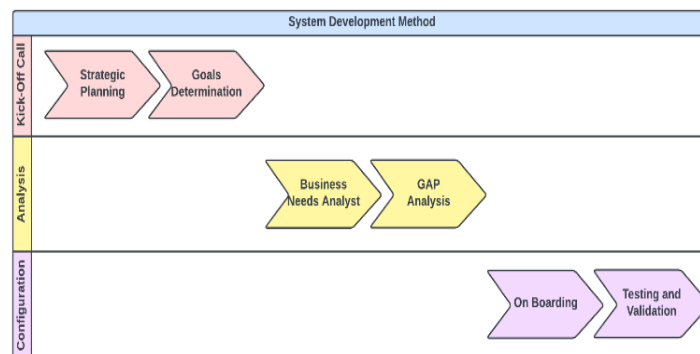 System Development Method
Kick-Off Call
Strategic
Planning
Goals
Determination
Analysis
Business
Needs Analyst
GAP
Analysis
Configuration
On Boarding
Testing and
Validation